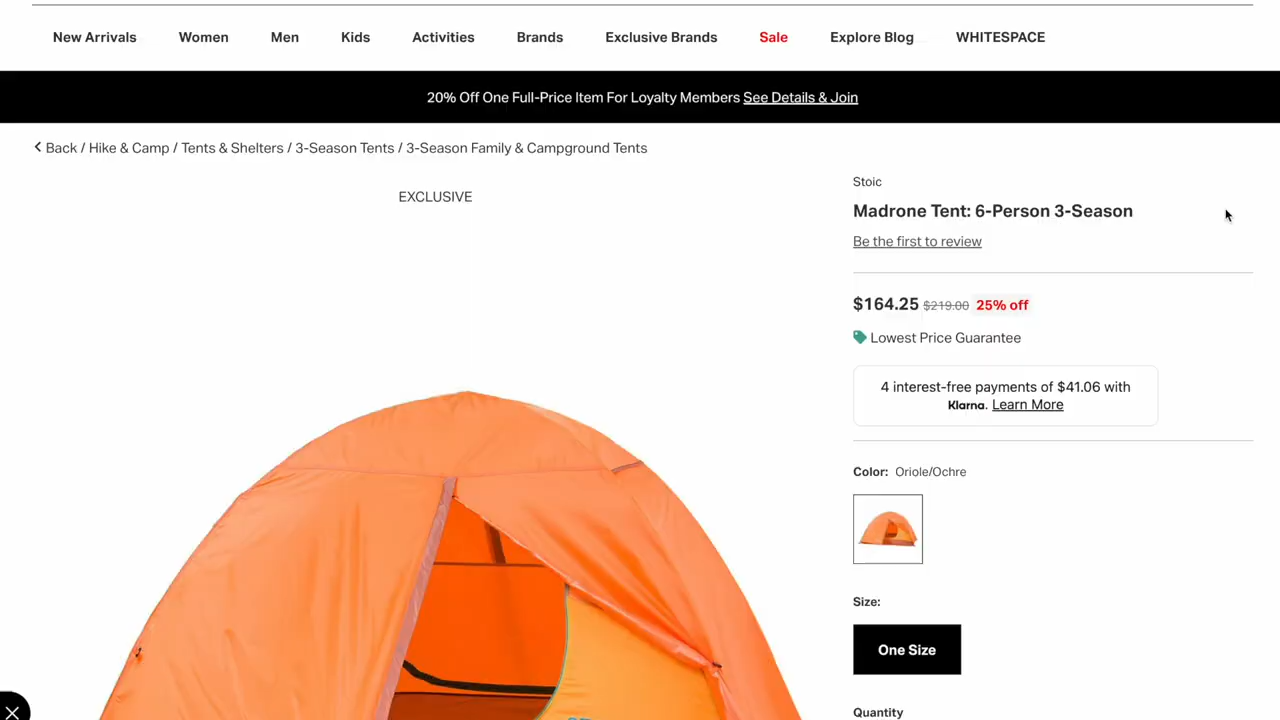 New Arrivals Women Men Kids Activities Brands Exclusive Brands Sale Explore Blog WHITESPACE
20% Off One Full-Price Item For Loyalty Members See Details & Join
Back / Hike & Camp / Tents & Shelters / 3-Season Tents / 3-Season Family & Campground Tents
EXCLUSIVE
Stoic
Madrone Tent: 6-Person 3-Season
Be the first to review
$164.25 $219.00 25% off
Lowest Price Guarantee
4 interest-free payments of $41.06 with
Klarna. Learn More
Color: Oriole/Ochre
Size:
One Size
Quantity